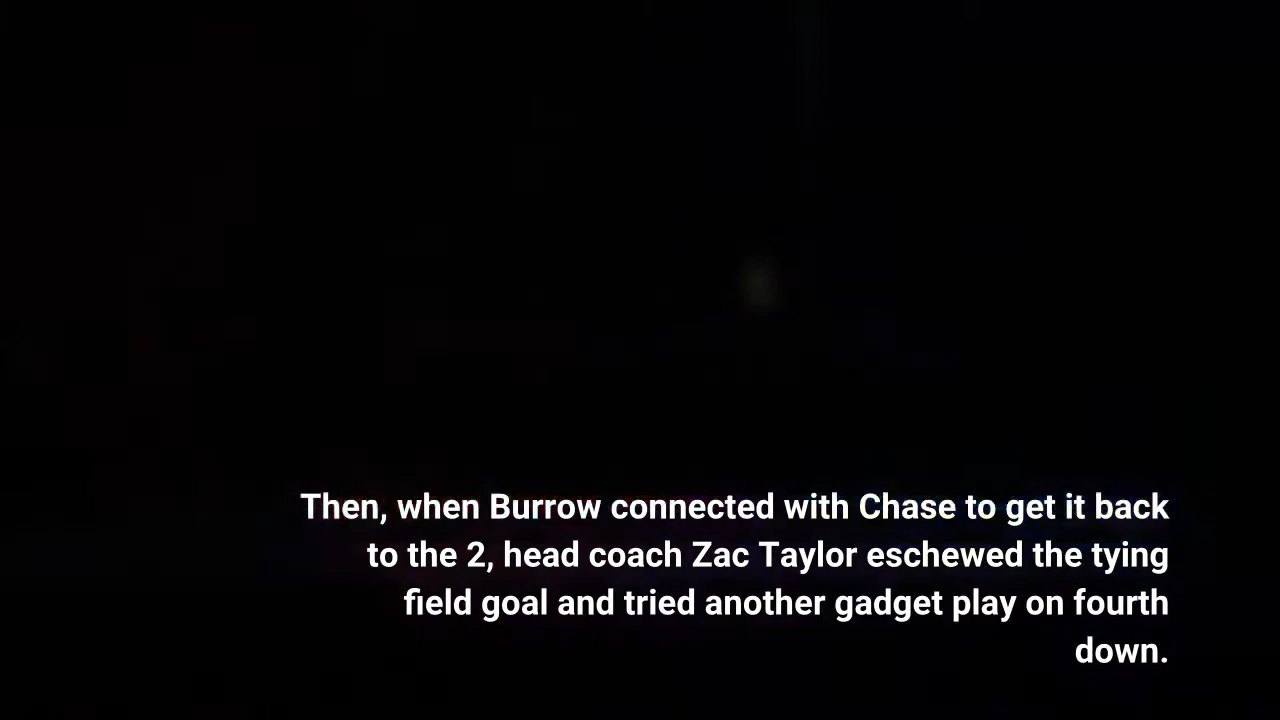 Then, when Burrow connected with Chase to get it back
to the 2, head coach Zac Taylor eschewed the tying
field goal and tried another gadget play on fourth
down.